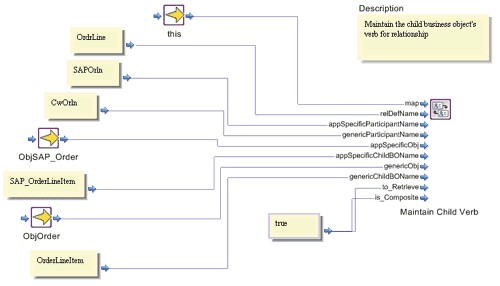 Description
Maintain the child business object's
verb for relationship
this
OrdrLine
SAPOrln
CwOrln
ObjSAP_Order
SAP_OrderLineItem
ObjOrder
OrderLineItem
true
map
relDefName
appSpecificParticipantName
genericParticipantName
appSpecificObj
appSpecificChildBOName
genericObj
genericChildBOName
to_Retrieve
is_Composite
Maintain Child Verb